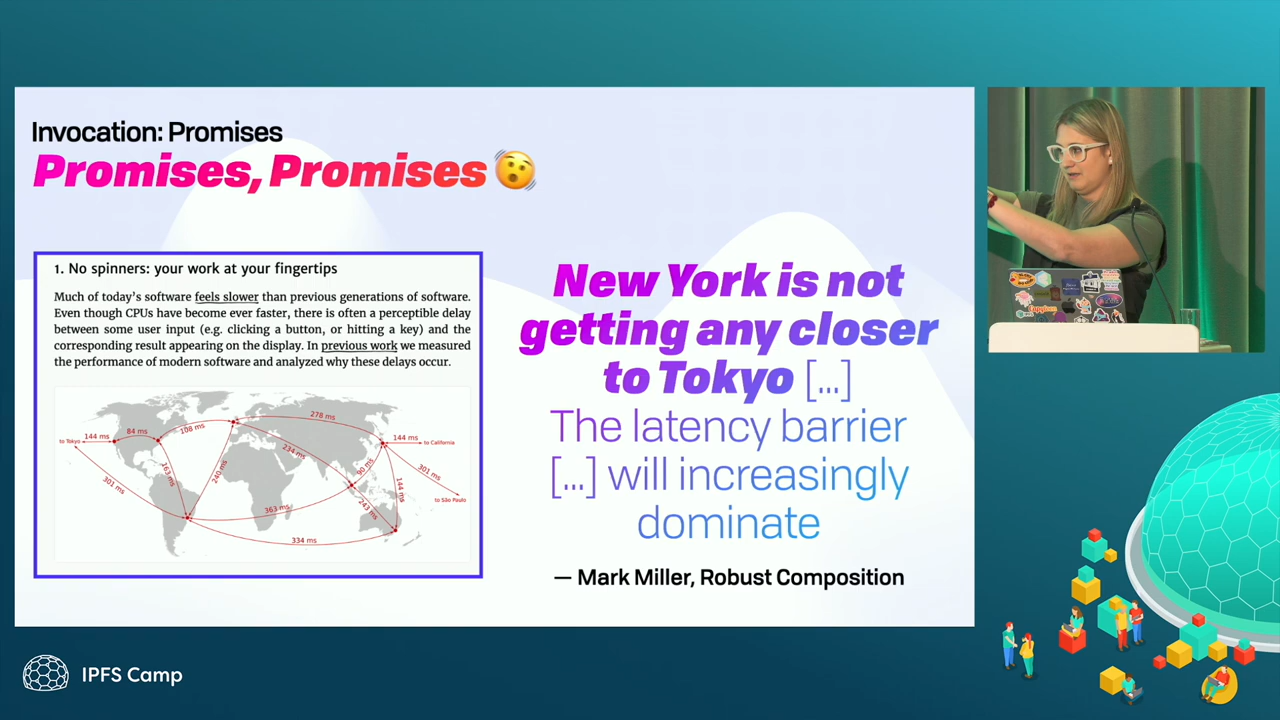 Invocation: Promises
Promises, Promises
1. No spinners: your work at your fingertips
Much of today's software feels slower than previous generations of software.
Even though CPUs have become ever faster, there is often a perceptible delay
between some user input (e.g. clicking a button, or hitting a key) and the
corresponding result appearing on the display. In previous work we measured
the performance of modern software and analyzed why these delays occur.
to Tokyo
144 ms
84 ms
108 ms
278 ms
144 ms
to California
163 ms
240 ms
234 ms
90 ms
301 ms
301 ms
to São Paulo
144 ms
363 ms
243 ms
334 ms
New York is not
getting any closer
to Tokyo [...]
The latency barrier
[...] will increasingly
dominate
— Mark Miller, Robust Composition
IPFS Camp